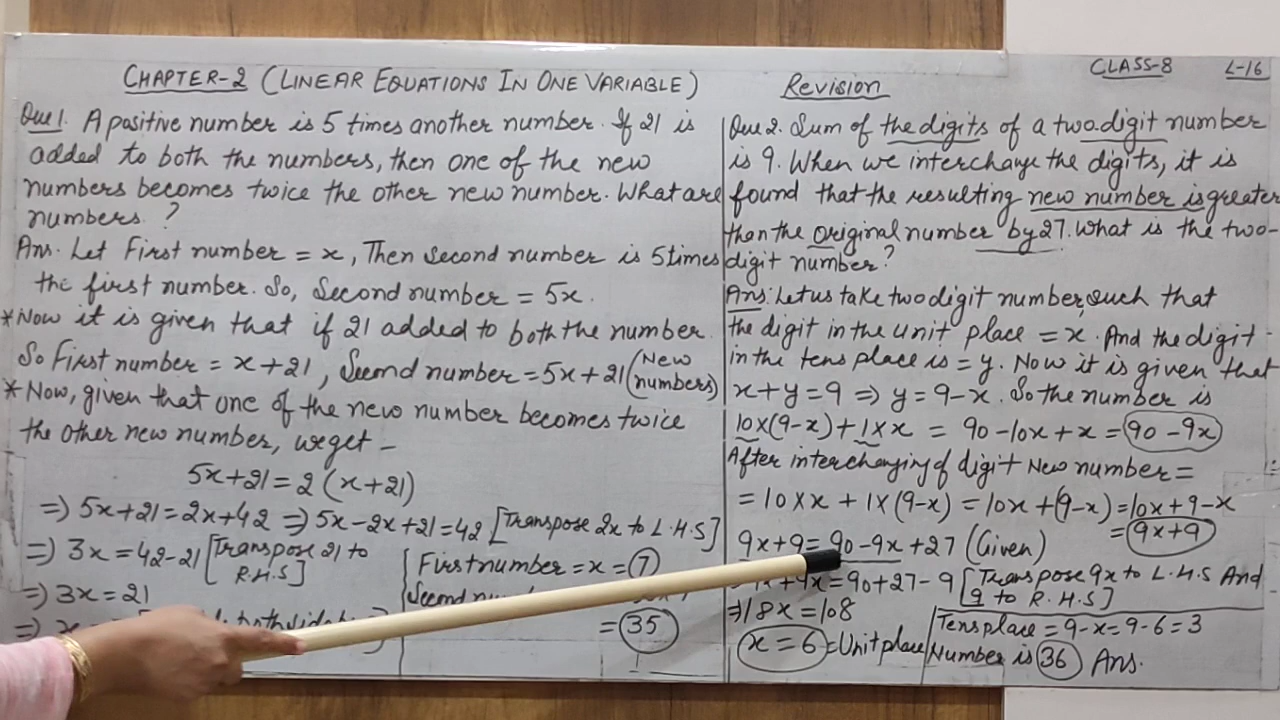 CHAPTER-2 (LINEAR EQUATIONS IN ONE VARIABLE)
Revision
CLASS-8
L-16
Que 1. A positive number is 5 times another number. If 21 is
added to both the numbers, then one of the new
numbers becomes twice the other new number. What are
numbers ?
Ans. Let First number = x, Then Second number is 5 times
the first number. So, Second number = 5x.
*Now it is given that if 21 added to both the number
So First number = x+21, Second number = 5x+21 (New numbers)
*Now, given that one of the new number becomes twice
the other new number, we get –
5x+21 = 2 (x+21)
=) 5x+21 = 2x+42 =) 5x-2x+21 = 42 [Transpose 2x to L.H.S]
=) 3x = 42-21 [Transpose 21 to R.H.S]
=) 3x = 21
=)
First number = x = 7
Second
= 35
Que 2. Sum of the digits of a two-digit number
is 9. When we interchange the digits, it is
found that the resulting new number is greater
than the original number by 27. What is the two-
digit number?
Ans: Let us take two digit number, such that
the digit in the unit place = x. And the digit
in the tens place is = y. Now it is given that
x+y=9 => y=9-x. So the number is
10x(9-x)+1xx = 90-10x+x = 90-9x
After interchanging of digit New number =
= 10xx + 1x(9-x) = 10x+(9-x) = 10x+9-x
= 9x+9
9x+9 = 90-9x+27 (Given)
9x = 90+27-9 [Transpose 9x to L.H.S And
9 to R.H.S]
=> 18x = 108
x = 6 = Unit place
Tens place = 9-x = 9-6 = 3
Number is 36 Ans.